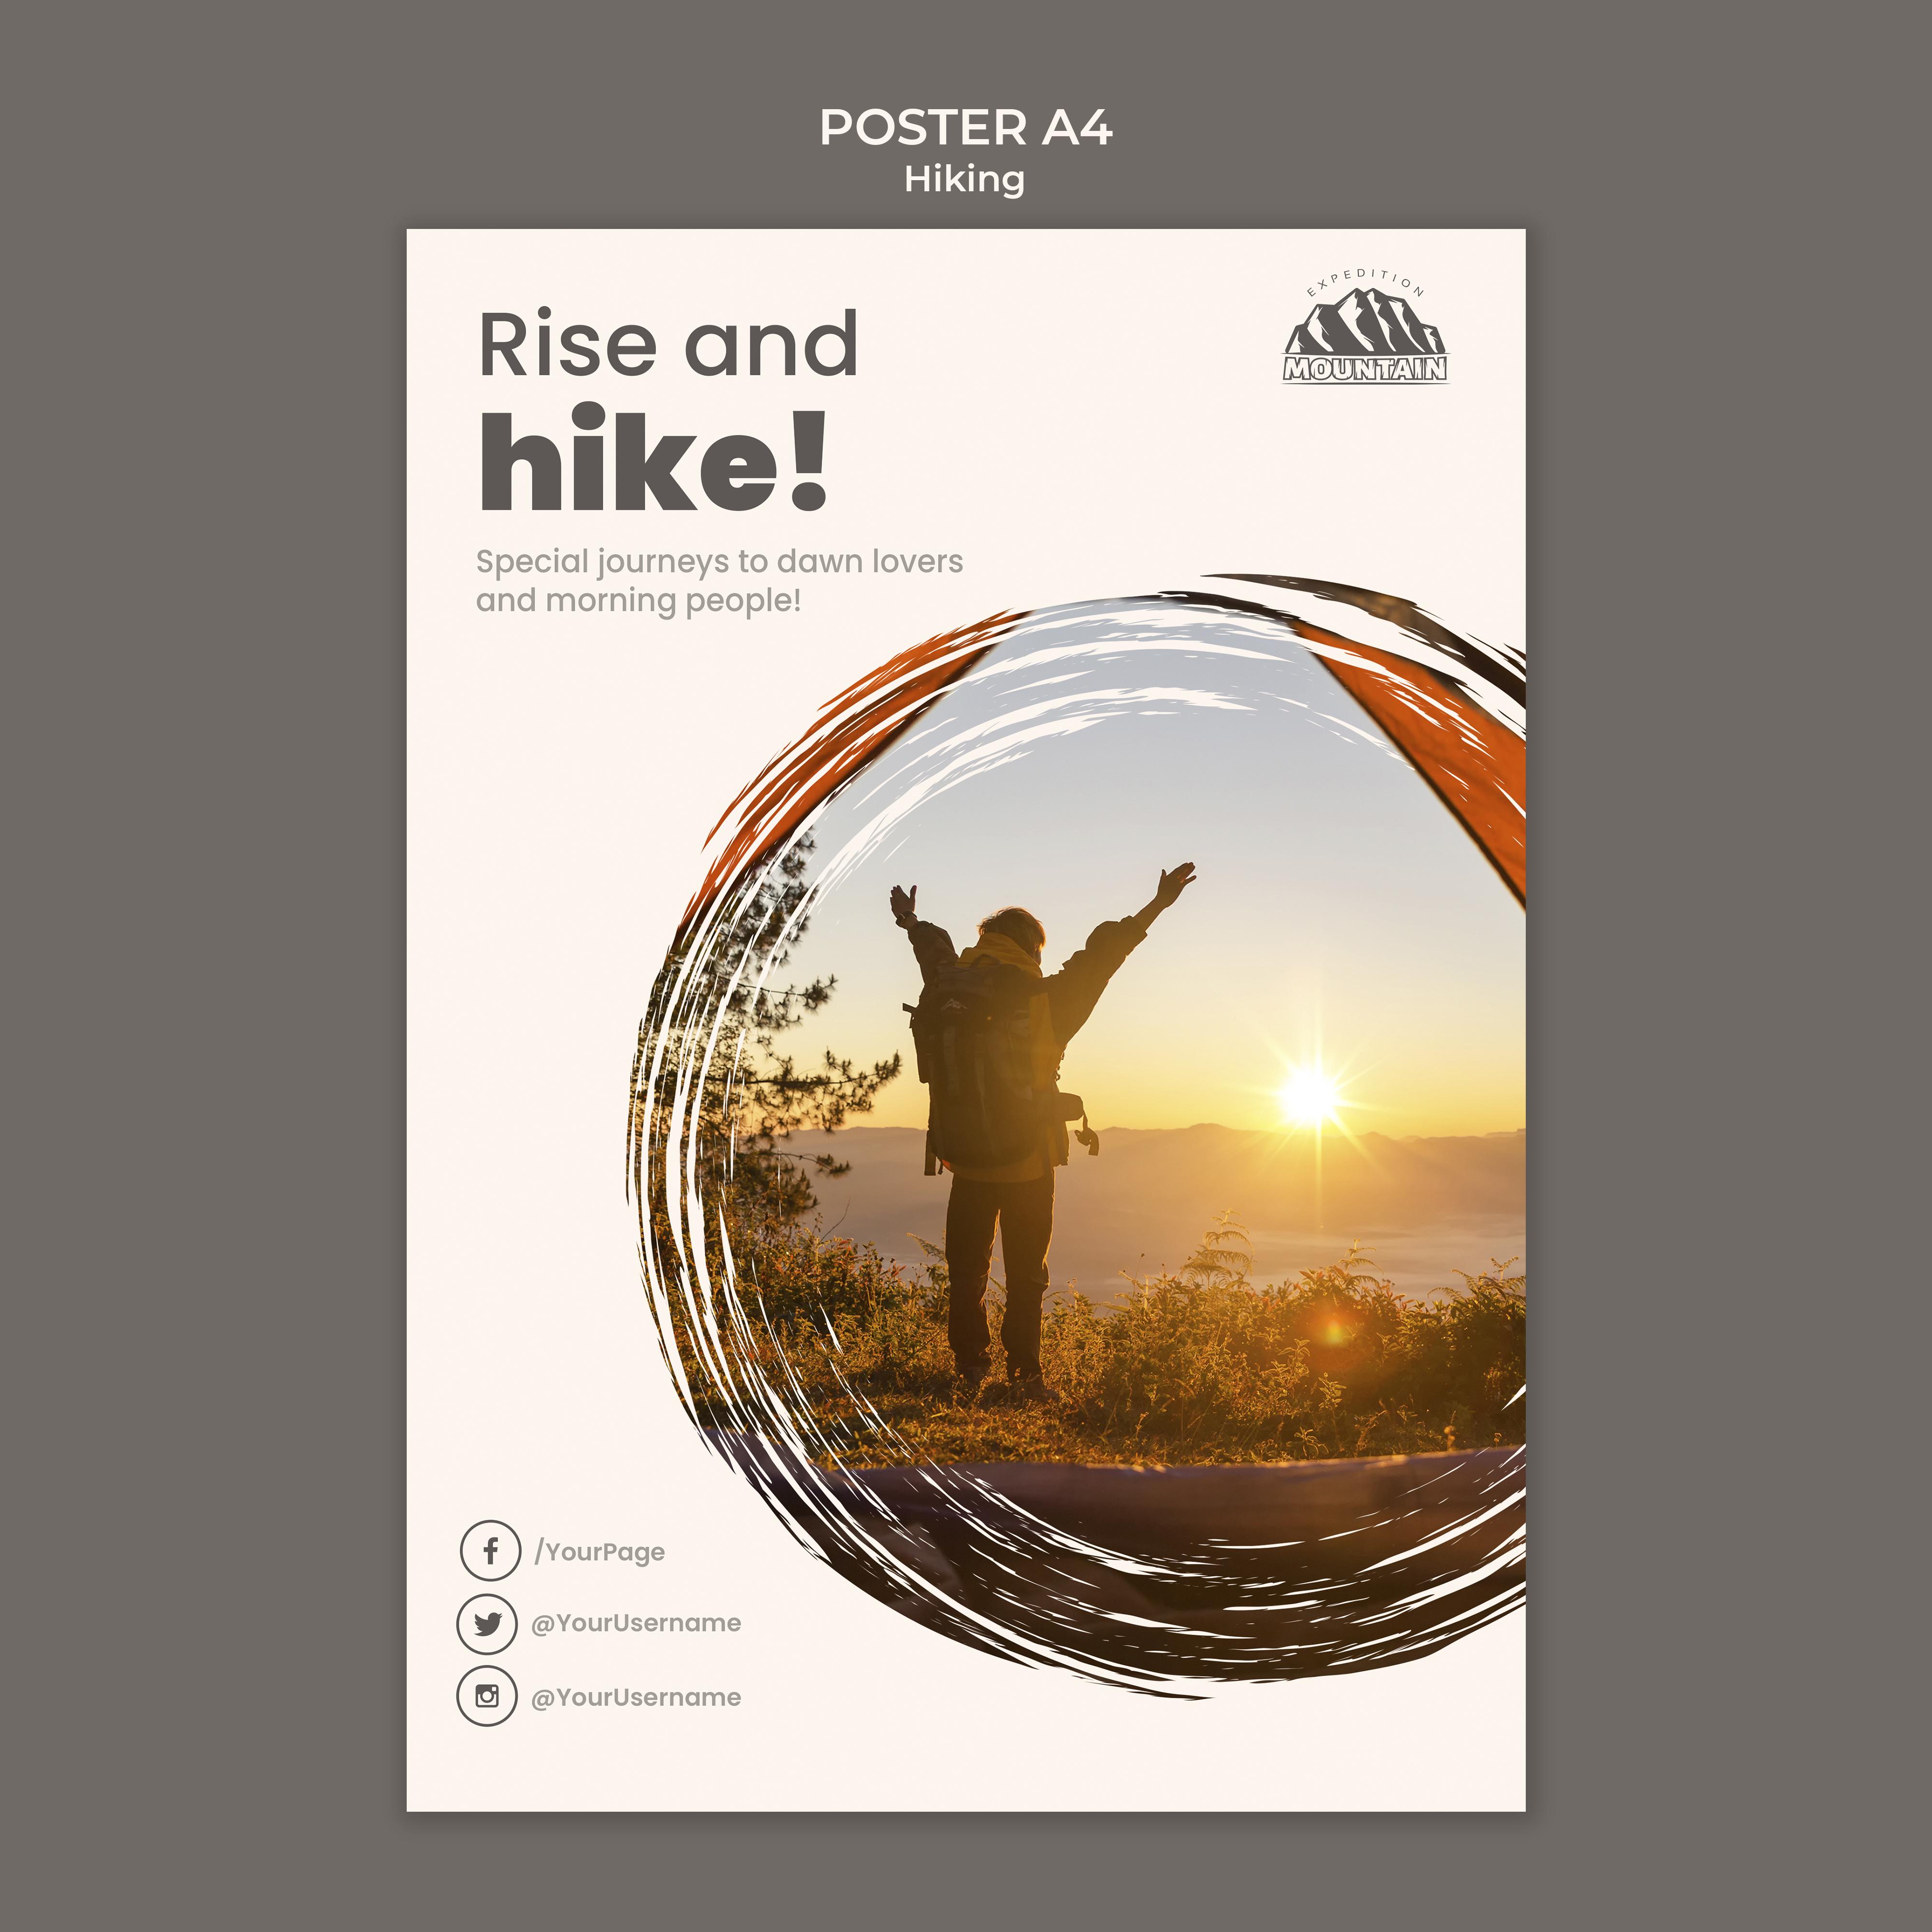 POSTER A4
Hiking
EXPEDITION
MOUNTAIN
Rise and
hike!
Special journeys to dawn lovers
and morning people!
/YourPage
@YourUsername
@YourUsername